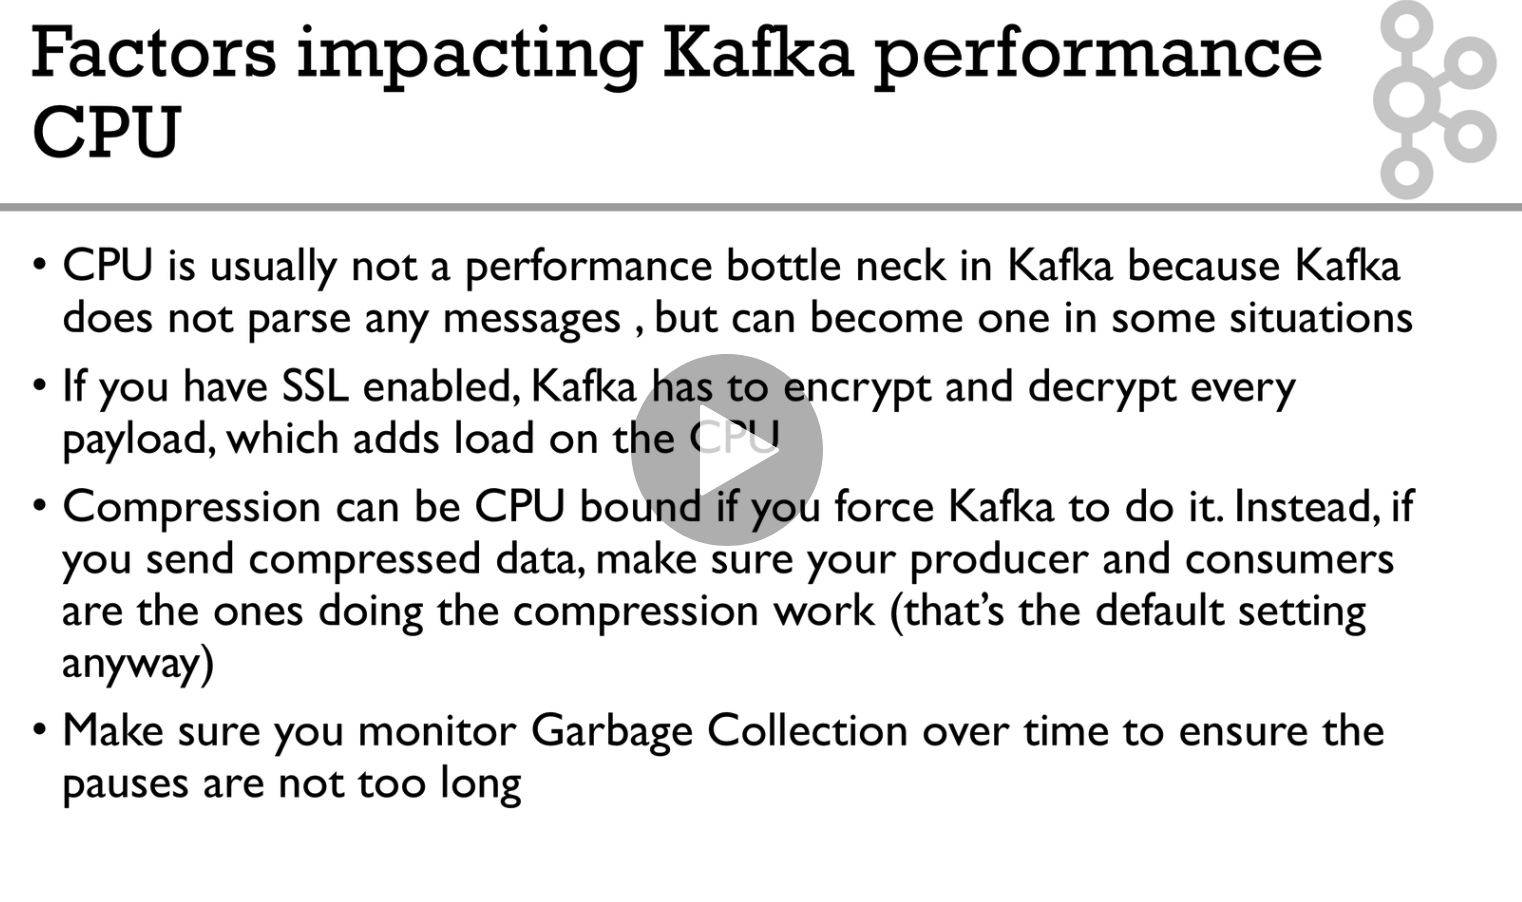 Factors impacting Kafka performance
CPU
• CPU is usually not a performance bottle neck in Kafka because Kafka
does not parse any messages , but can become one in some situations
• If you have SSL enabled, Kafka has to encrypt and decrypt every
payload, which adds load on the CPU
• Compression can be CPU bound if you force Kafka to do it. Instead, if
you send compressed data, make sure your producer and consumers
are the ones doing the compression work (that’s the default setting
anyway)
• Make sure you monitor Garbage Collection over time to ensure the
pauses are not too long